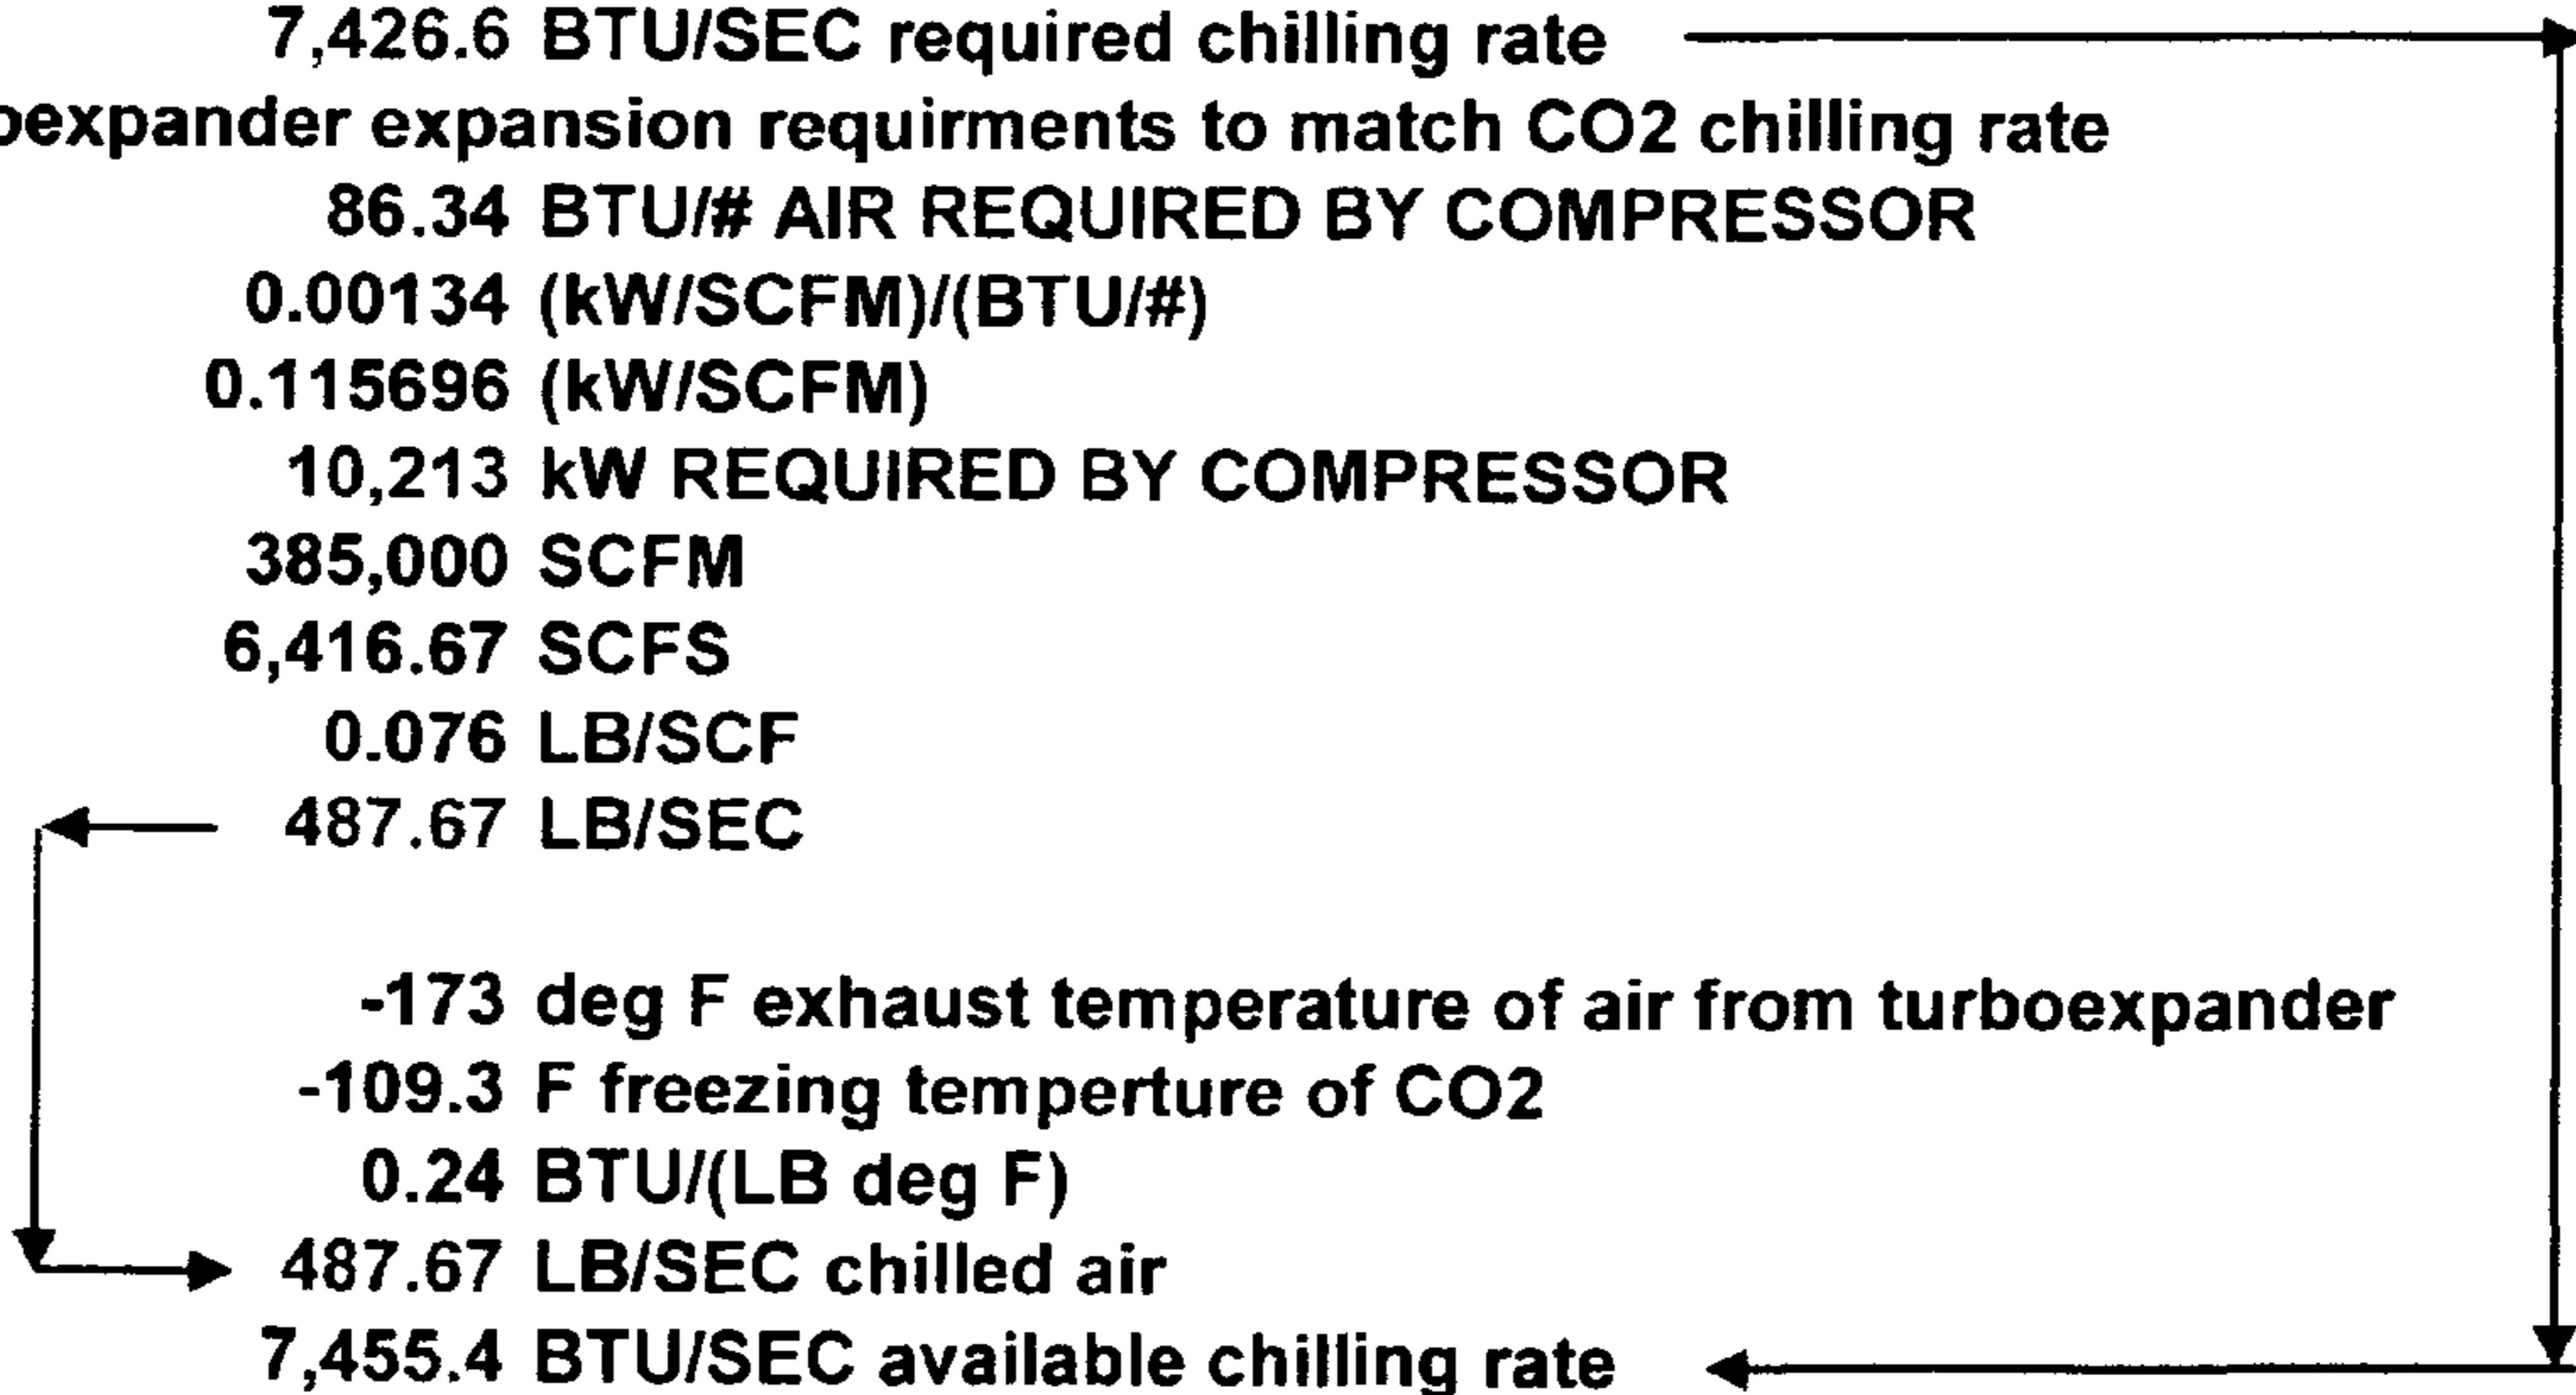 7,426.6 BTU/SEC required chilling rate
oexpander expansion requirments to match CO2 chilling rate
86.34 BTU/# AIR REQUIRED BY COMPRESSOR
0.00134 (kW/SCFM)/(BTU/#)
0.115696 (kW/SCFM)
10,213 kW REQUIRED BY COMPRESSOR
385,000 SCFM
6,416.67 SCFS
0.076 LB/SCF
487.67 LB/SEC
-173 deg F exhaust temperature of air from turboexpander
-109.3 F freezing temperture of CO2
0.24 BTU/(LB deg F)
487.67 LB/SEC chilled air
7,455.4 BTU/SEC available chilling rate